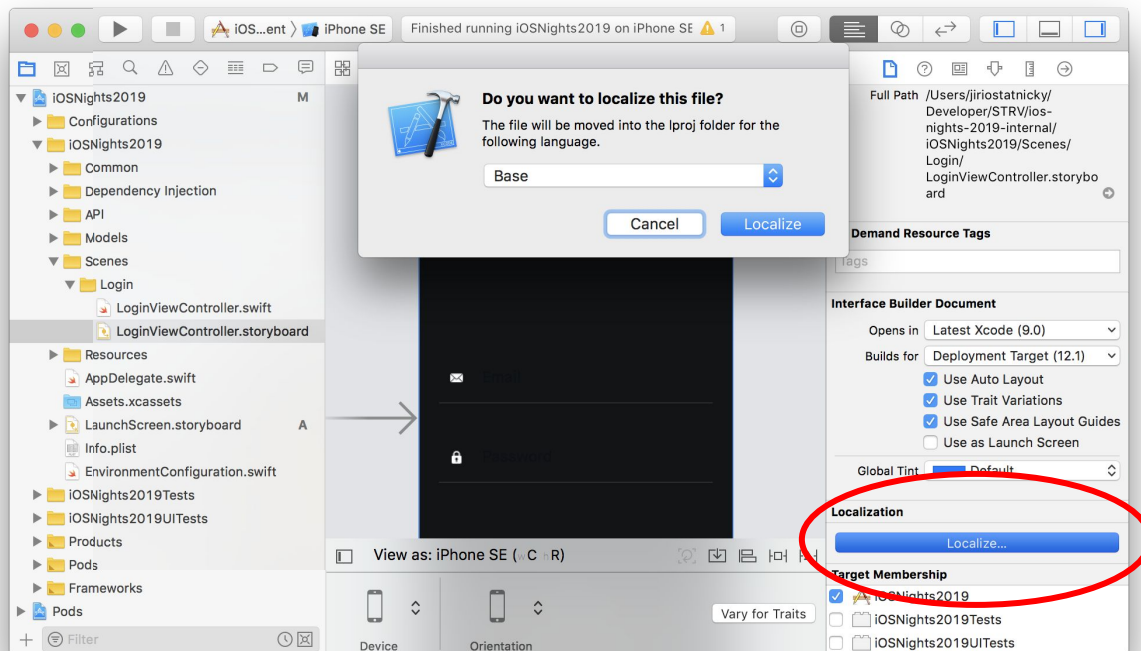 iOS...ent
iPhone SE
Finished running iOSNights2019 on iPhone SE
1
iOSNights2019
M
Configurations
iOSNights2019
Common
Dependency Injection
API
Models
Scenes
Login
LoginViewController.swift
LoginViewController.storyboard
Resources
AppDelegate.swift
Assets.xcassets
LaunchScreen.storyboard
A
Info.plist
EnvironmentConfiguration.swift
iOSNights2019Tests
iOSNights2019UITests
Products
Pods
Frameworks
Pods
Filter
Do you want to localize this file?
The file will be moved into the lproj folder for the
following language.
Base
Cancel
Localize
Email
Password
View as: iPhone SE (wC hR)
Device
Orientation
Vary for Traits
Full Path
/Users/jiriostatnicky/
Developer/STRV/ios-
nights-2019-internal/
iOSNights2019/Scenes/
Login/
LoginViewController.storybo
ard
Demand Resource Tags
Tags
Interface Builder Document
Opens in
Latest Xcode (9.0)
Builds for
Deployment Target (12.1)
Use Auto Layout
Use Trait Variations
Use Safe Area Layout Guides
Use as Launch Screen
Global Tint
Default
Localization
Localize...
Target Membership
iOSNights2019
iOSNights2019Tests
iOSNights2019UITests